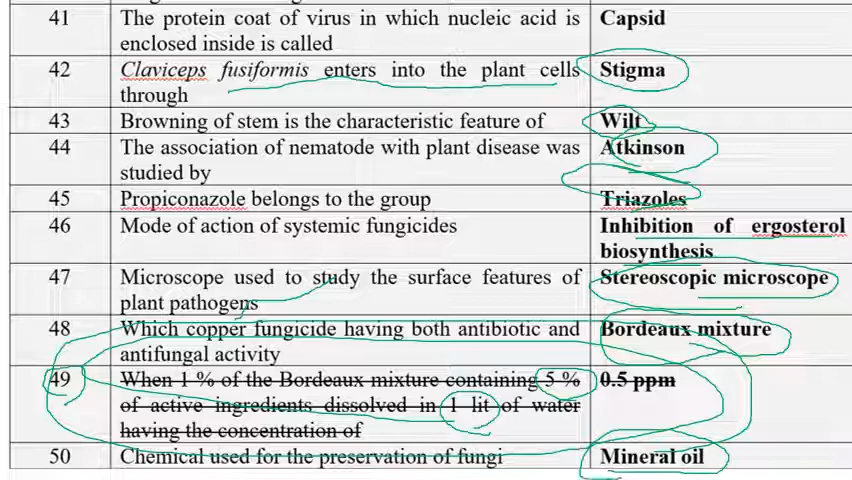 41 The protein coat of virus in which nucleic acid is Capsid
enclosed inside is called
42 Claviceps fusiformis enters into the plant cells Stigma
through
43 Browning of stem is the characteristic feature of Wilt
44 The association of nematode with plant disease was Atkinson
studied by
45 Propiconazole belongs to the group Triazoles
46 Mode of action of systemic fungicides Inhibition of ergosterol
biosynthesis
47 Microscope used to study the surface features of Stereoscopic microscope
plant pathogens
48 Which copper fungicide having both antibiotic and Bordeaux mixture
antifungal activity
49 When 1 % of the Bordeaux mixture containing 5 % 0.5 ppm
of active ingredients dissolved in 1 lit of water
having the concentration of
50 Chemical used for the preservation of fungi Mineral oil